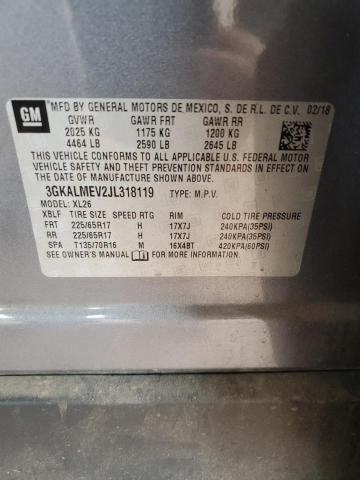 GM
MFD BY GENERAL MOTORS DE MEXICO, S. DE R.L. DE C.V. 02/18
GVWR GAWR FRT GAWR RR
2025 KG 1175 KG 1200 KG
4464 LB 2590 LB 2645 LB
THIS VEHICLE CONFORMS TO ALL APPLICABLE U.S. FEDERAL MOTOR
VEHICLE SAFETY AND THEFT PREVENTION STANDARDS IN EFFECT ON
THE DATE OF MANUFACTURE SHOWN ABOVE.
3GKALMEV2JL318119 TYPE: M.P.V.
MODEL: XL26
XBLF TIRE SIZE SPEED RTG RIM COLD TIRE PRESSURE
FRT 225/65R17 H 17X7J 240KPA(35PSI)
RR 225/65R17 H 17X7J 240KPA(35PSI)
SPA T135/70R16 M 16X4BT 420KPA(60PSI)
SEE OWNER'S MANUAL FOR MORE INFORMATION.